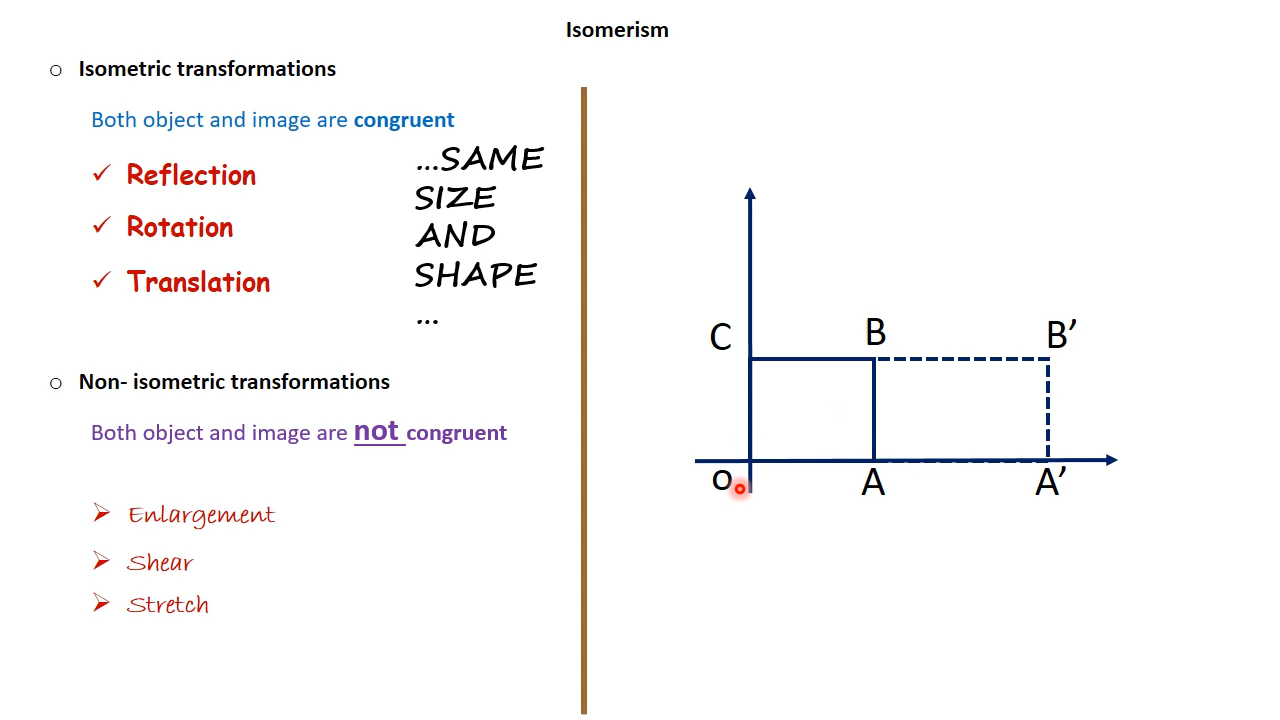 Isomerism
o Isometric transformations
Both object and image are congruent
✓ Reflection
✓ Rotation
✓ Translation
...SAME
SIZE
AND
SHAPE
...
o Non- isometric transformations
Both object and image are not congruent
➢ Enlargement
➢ Shear
➢ Stretch
C B B’
o A A’